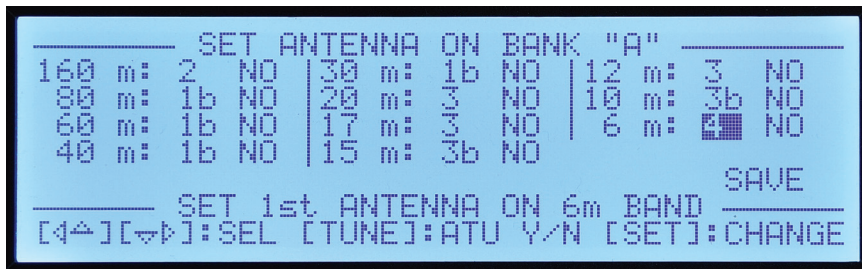 SET ANTENNA ON BANK "A"
160 m: 2 NO 30 m: 1b NO 12 m: 3 NO
80 m: 1b NO 20 m: 3 NO 10 m: 3b NO
60 m: 1b NO 17 m: 3 NO 6 m: 4 NO
40 m: 1b NO 15 m: 3b NO
SAVE
SET 1st ANTENNA ON 6m BAND
[◁△][▽▷]:SEL [TUNE]:ATU Y/N [SET]:CHANGE